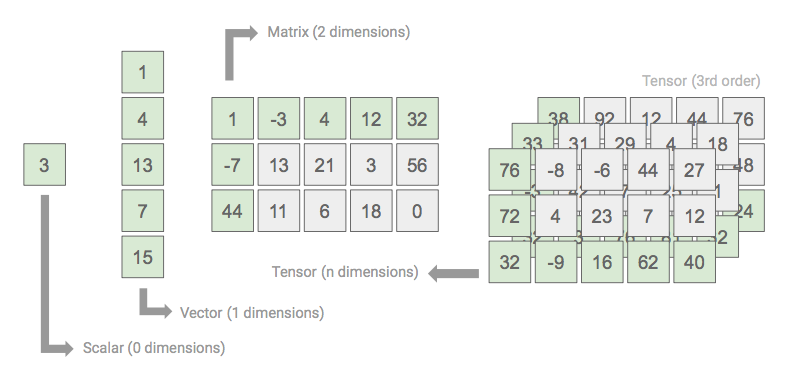 Matrix (2 dimensions)
Tensor (3rd order)
1
4
13
7
15
3
1 -3 4 12 32
-7 13 21 3 56
44 11 6 18 0
38 92 12 44 76
33 31 29 4 18
76 -8 -6 44 27
48
72 4 23 7 12
24
32 -9 16 62 40
Tensor (n dimensions)
Vector (1 dimensions)
Scalar (0 dimensions)